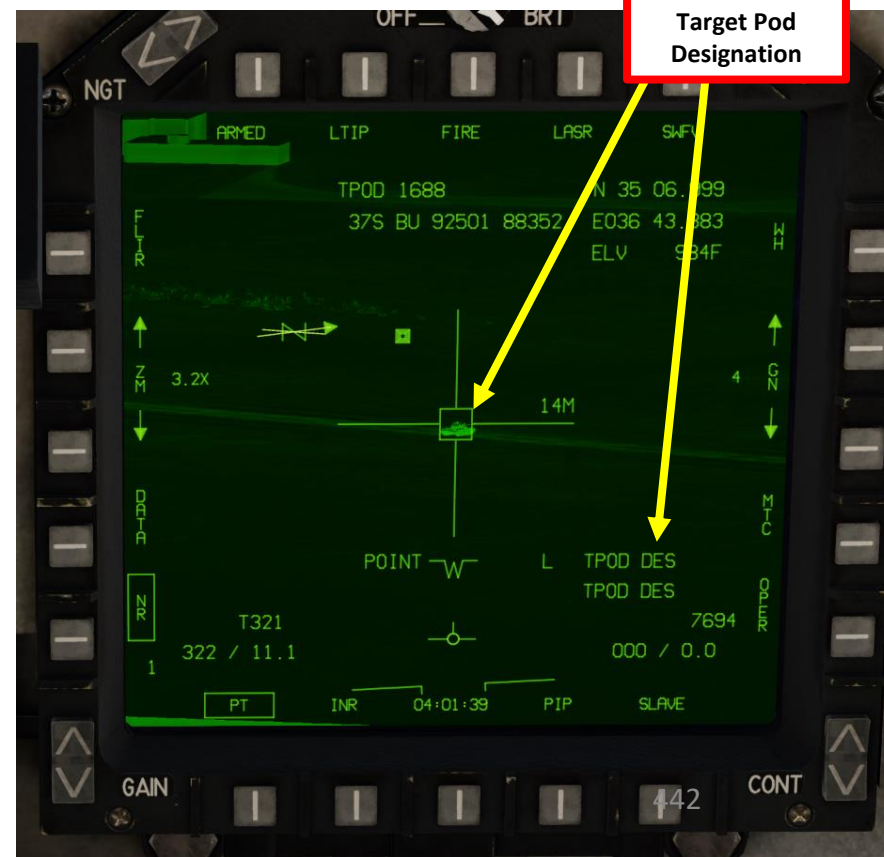 OFF BRT
Target Pod
Designation
NGT
ARMED LTIP FIRE LASR
TPOD 1688 N 35 06.999
37S BU 92501 88352 E036
ELV
FLIR
WH
ZM 3.2X
4 GN
14M
DATA
MTC
POINT W L TPOD DES
TPOD DES
NR
OPER
T321 7694
322 / 11.1 000 / 0.0
1
PT INR 04:01:39 PIP SLAVE
GAIN CONT
442